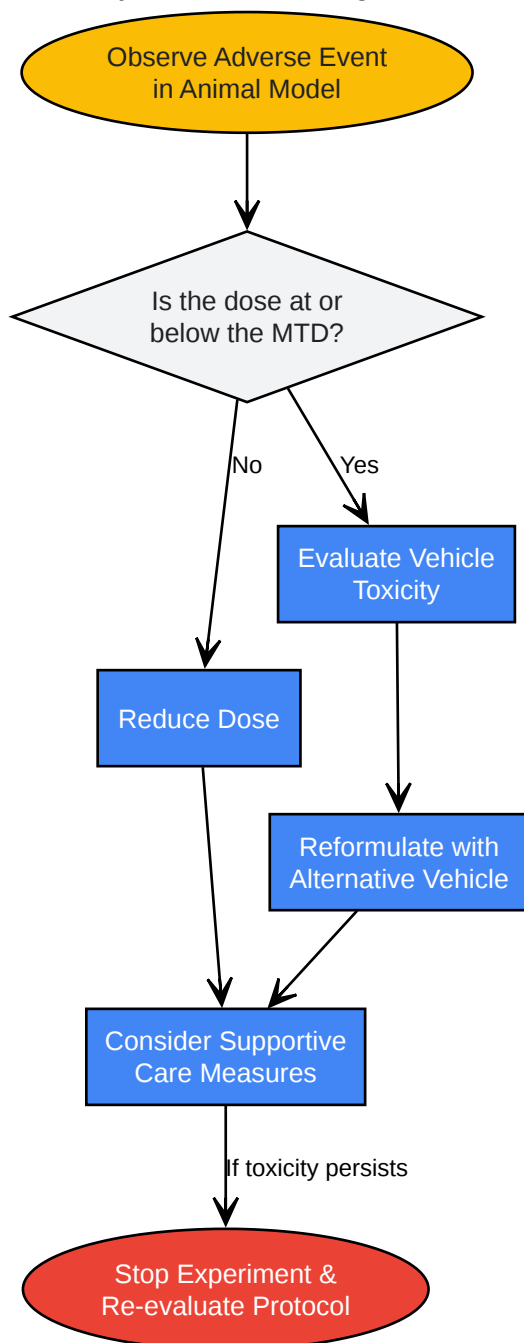 Observe Adverse Event
in Animal Model
Is the dose at or
below the MTD?
No
Yes
Evaluate Vehicle
Toxicity
Reduce Dose
Reformulate with
Alternative Vehicle
Consider Supportive
Care Measures
If toxicity persists
Stop Experiment &
Re-evaluate Protocol